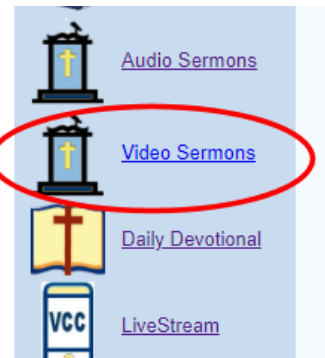 Audio Sermons
Video Sermons
Daily Devotional
VCC
LiveStream